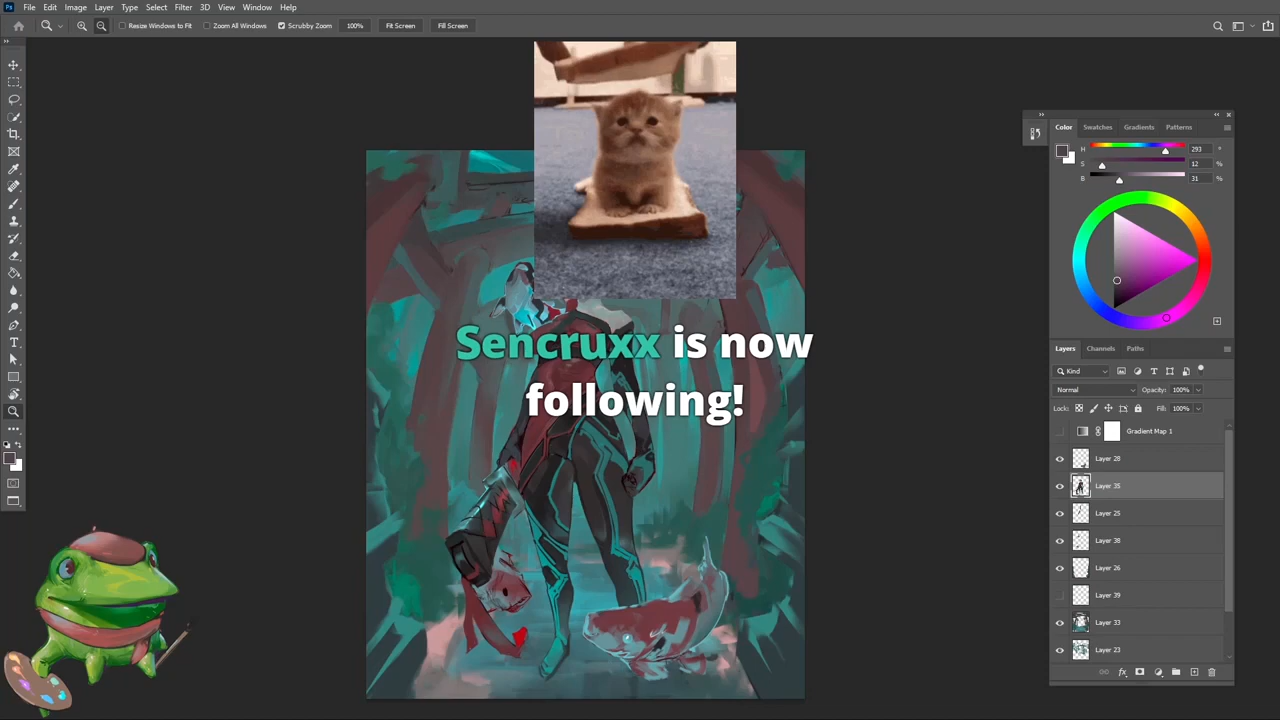 Ps File Edit Image Layer Type Select Filter 3D View Window Help
Resize Windows to Fit Zoom All Windows Scrubby Zoom 100% Fit Screen Fill Screen
Color Swatches Gradients Patterns
H 293 °
S 12 %
B 31 %
Sencruxx is now
following!
Layers Channels Paths
Kind
Normal Opacity: 100%
Lock: Fill: 100%
Gradient Map 1
Layer 28
Layer 35
Layer 25
Layer 38
Layer 26
Layer 39
Layer 33
Layer 23
fx